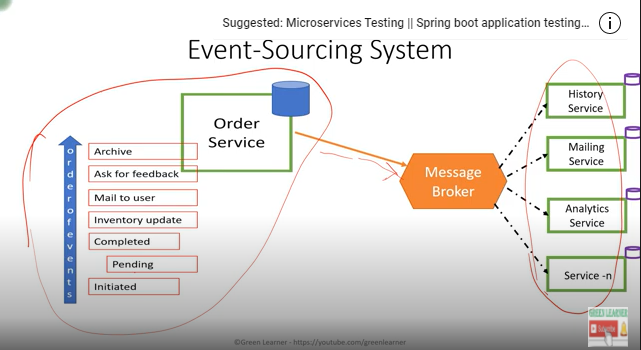 Suggested: Microservices Testing || Spring boot application testing...
Event-Sourcing System
Order
Service
Archive
Ask for feedback
Mail to user
Inventory update
Completed
Pending
Initiated
orderofevents
Message
Broker
History
Service
Mailing
Service
Analytics
Service
Service -n
GREEN LEARNER
©Green Learner - https://youtube.com/greenlearner